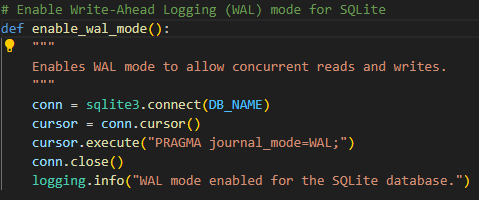 # Enable Write-Ahead Logging (WAL) mode for SQLite
def enable_wal_mode():
    """
    Enables WAL mode to allow concurrent reads and writes.
    """
    conn = sqlite3.connect(DB_NAME)
    cursor = conn.cursor()
    cursor.execute("PRAGMA journal_mode=WAL;")
    conn.close()
    logging.info("WAL mode enabled for the SQLite database.")